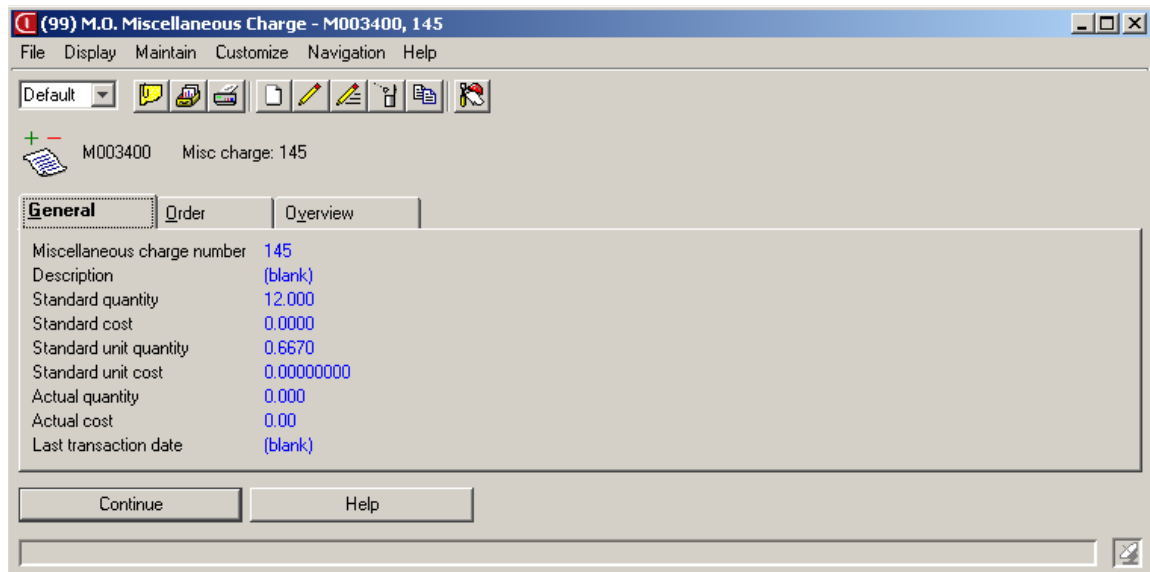 (99) M.O. Miscellaneous Charge - M003400, 145
File Display Maintain Customize Navigation Help
Default
M003400 Misc charge: 145
General Order Overview
Miscellaneous charge number 145
Description (blank)
Standard quantity 12.000
Standard cost 0.0000
Standard unit quantity 0.6670
Standard unit cost 0.00000000
Actual quantity 0.000
Actual cost 0.00
Last transaction date (blank)
Continue Help